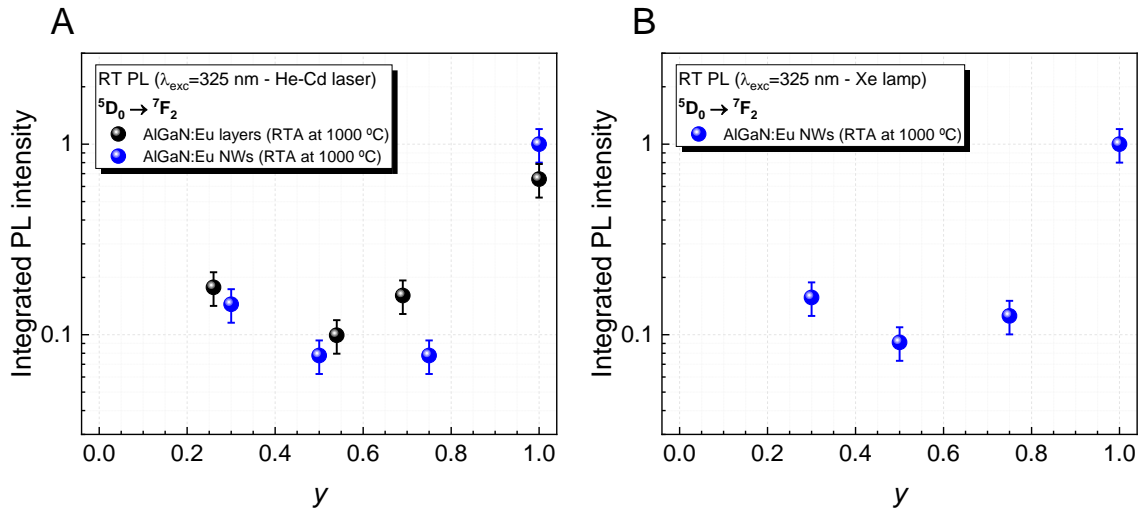 A
RT PL (λexc=325 nm - He-Cd laser)
⁵D₀ → ⁷F₂
AlGaN:Eu layers (RTA at 1000 ºC)
AlGaN:Eu NWs (RTA at 1000 ºC)
Integrated PL intensity
1
0.1
0.0 0.2 0.4 0.6 0.8 1.0
y
B
RT PL (λexc=325 nm - Xe lamp)
⁵D₀ → ⁷F₂
AlGaN:Eu NWs (RTA at 1000 ºC)
Integrated PL intensity
1
0.1
0.0 0.2 0.4 0.6 0.8 1.0
y